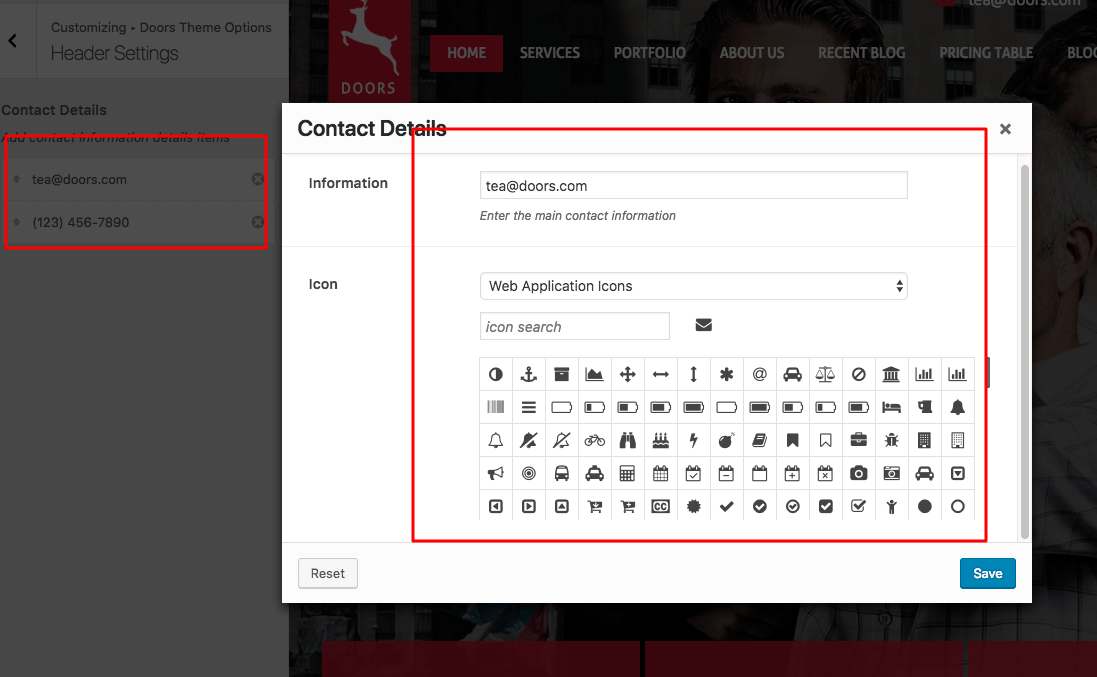 Customizing ▸ Doors Theme Options
Header Settings
tea@doors.com
DOORS
HOME SERVICES PORTFOLIO ABOUT US RECENT BLOG PRICING TABLE BLO
Contact Details
Add contact information details items
tea@doors.com
(123) 456-7890
Contact Details
Information
tea@doors.com
Enter the main contact information
Icon
Web Application Icons
icon search
Reset
Save